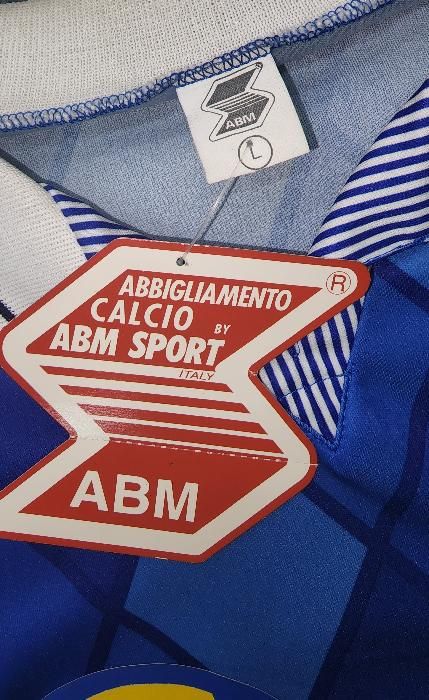 ABM
L
®
ABBIGLIAMENTO
CALCIO BY
ABM SPORT
ITALY
ABM